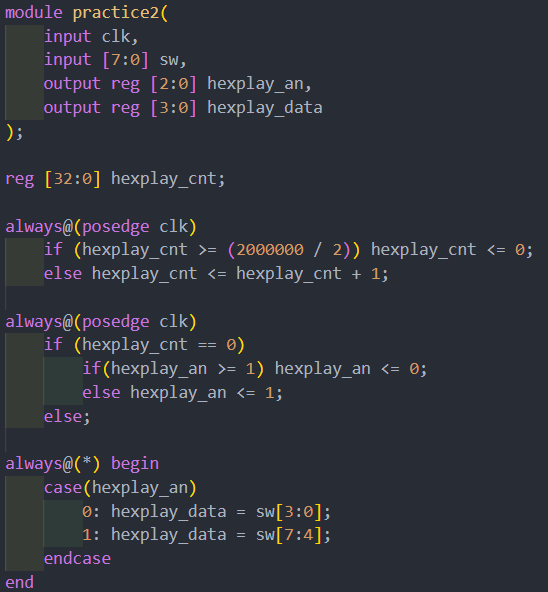 module practice2(
    input clk,
    input [7:0] sw,
    output reg [2:0] hexplay_an,
    output reg [3:0] hexplay_data
);

reg [32:0] hexplay_cnt;

always@(posedge clk)
    if (hexplay_cnt >= (2000000 / 2)) hexplay_cnt <= 0;
    else hexplay_cnt <= hexplay_cnt + 1;

always@(posedge clk)
    if (hexplay_cnt == 0)
        if(hexplay_an >= 1) hexplay_an <= 0;
        else hexplay_an <= 1;
    else;

always@(*) begin
    case(hexplay_an)
        0: hexplay_data = sw[3:0];
        1: hexplay_data = sw[7:4];
    endcase
end